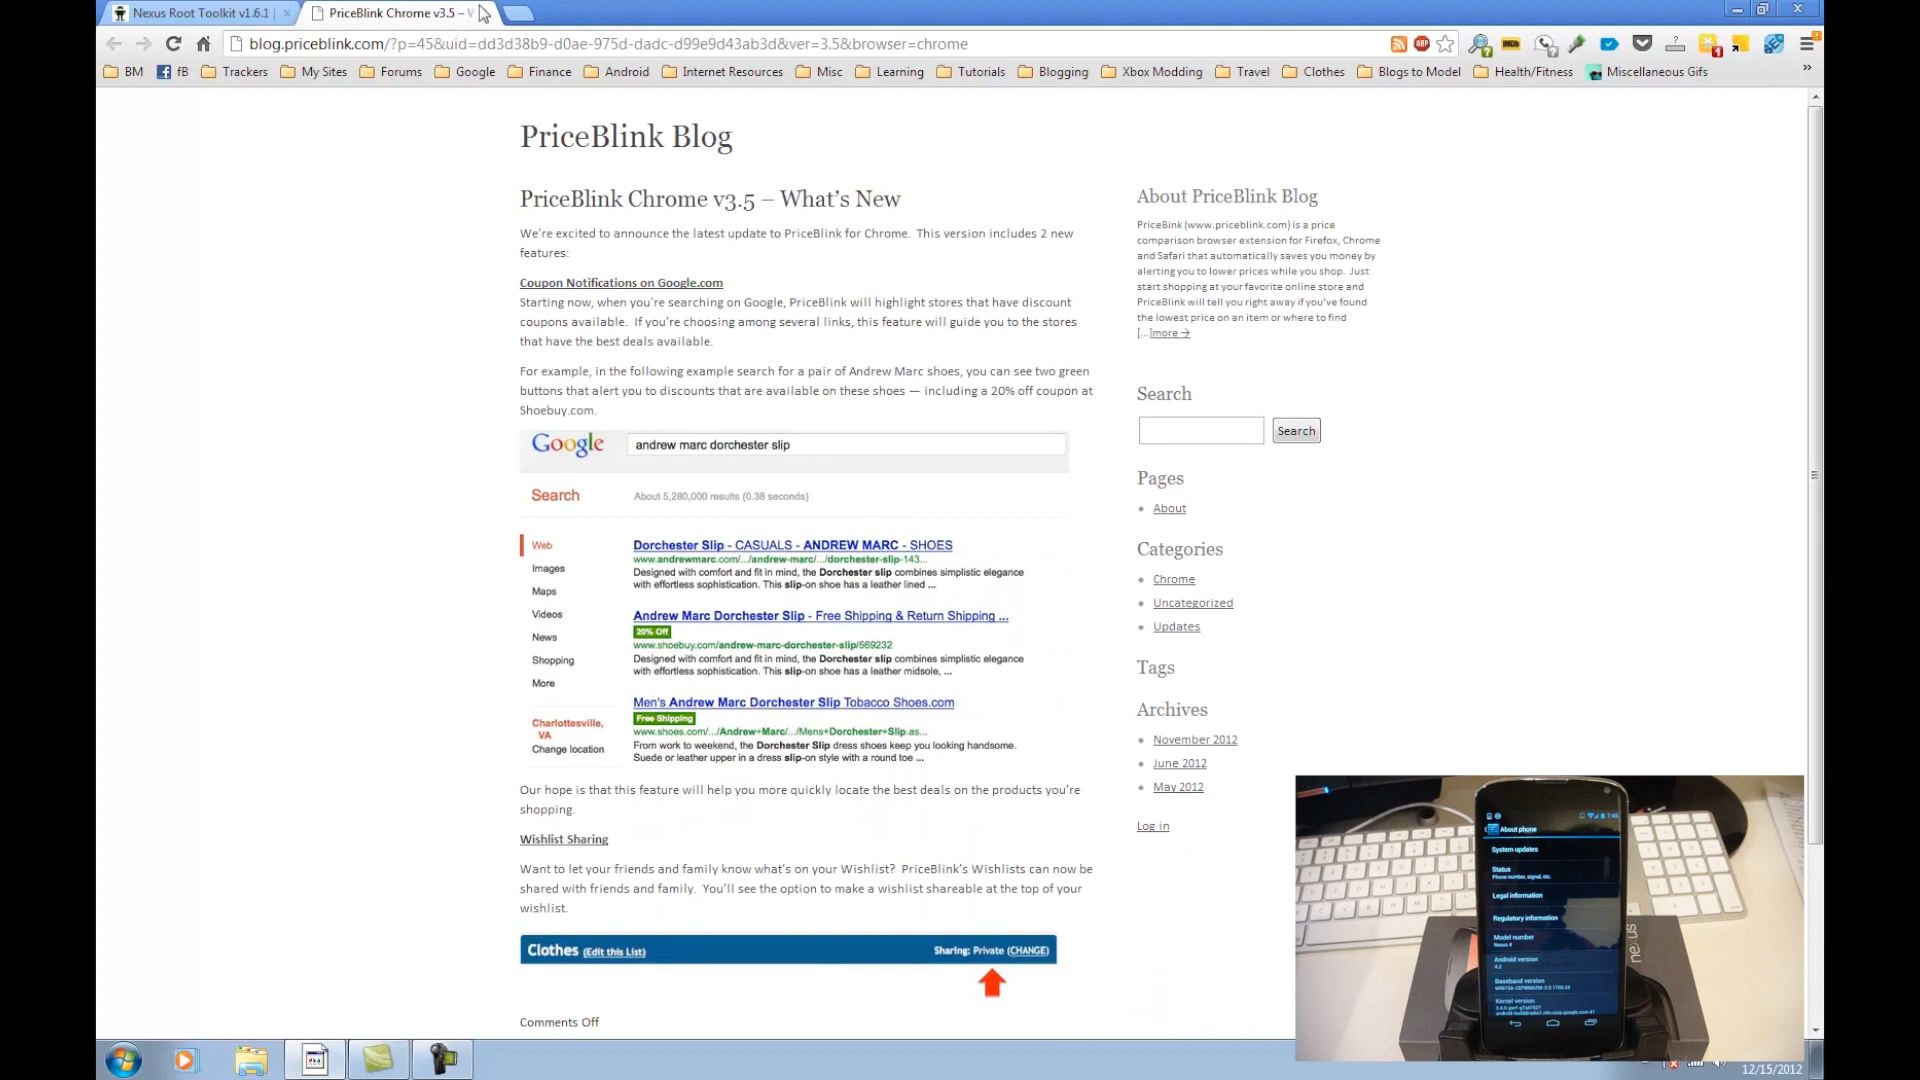 Nexus Root Toolkit v1.6.1
PriceBlink Chrome v3.5 –
blog.priceblink.com/?p=45&uid=dd3d38b9-d0ae-975d-dadc-d99e9d43ab3d&ver=3.5&browser=chrome
BM fB Trackers My Sites Forums Google Finance Android Internet Resources Misc Learning Tutorials Blogging Xbox Modding Travel Clothes Blogs to Model Health/Fitness Miscellaneous Gifs »
PriceBlink Blog
PriceBlink Chrome v3.5 – What's New
We're excited to announce the latest update to PriceBlink for Chrome. This version includes 2 new
features:
Coupon Notifications on Google.com
Starting now, when you're searching on Google, PriceBlink will highlight stores that have discount
coupons available. If you're choosing among several links, this feature will guide you to the stores
that have the best deals available.
For example, in the following example search for a pair of Andrew Marc shoes, you can see two green
buttons that alert you to discounts that are available on these shoes — including a 20% off coupon at
Shoebuy.com.
Google andrew marc dorchester slip
Search About 5,280,000 results (0.38 seconds)
Web
Images
Maps
Videos
News
Shopping
More
Charlottesville,
VA
Change location
Dorchester Slip - CASUALS - ANDREW MARC - SHOES
www.andrewmarc.com/.../andrew-marc/.../dorchester-slip-143...
Designed with comfort and fit in mind, the Dorchester slip combines simplistic elegance
with effortless sophistication. This slip-on shoe has a leather lined ...
Andrew Marc Dorchester Slip - Free Shipping & Return Shipping ...
20% Off
www.shoebuy.com/andrew-marc-dorchester-slip/569232
Designed with comfort and fit in mind, the Dorchester slip combines simplistic elegance
with effortless sophistication. This slip-on shoe has a leather midsole, ...
Men's Andrew Marc Dorchester Slip Tobacco Shoes.com
Free Shipping
www.shoes.com/.../Andrew+Marc/.../Mens+Dorchester+Slip.as...
From work to weekend, the Dorchester Slip dress shoes keep you looking handsome.
Suede or leather upper in a dress slip-on style with a round toe ...
Our hope is that this feature will help you more quickly locate the best deals on the products you're
shopping.
Wishlist Sharing
Want to let your friends and family know what's on your Wishlist? PriceBlink's Wishlists can now be
shared with friends and family. You'll see the option to make a wishlist shareable at the top of your
wishlist.
Clothes (Edit this List) Sharing: Private (CHANGE)
Comments Off
About PriceBlink Blog
PriceBink (www.priceblink.com) is a price
comparison browser extension for Firefox, Chrome
and Safari that automatically saves you money by
alerting you to lower prices while you shop. Just
start shopping at your favorite online store and
PriceBlink will tell you right away if you've found
the lowest price on an item or where to find
[...]more →
Search
Search
Pages
About
Categories
Chrome
Uncategorized
Updates
Tags
Archives
November 2012
June 2012
May 2012
Log in
7:45
About phone
System updates
Status
Phone number, signal, etc.
Legal information
Regulatory information
Model number
Nexus 4
Android version
4.2
Baseband version
Kernel version
nexus
12/15/2012